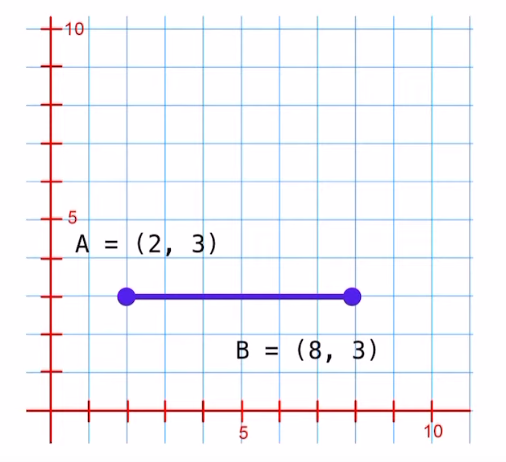 10
5
A = (2, 3)
B = (8, 3)
5
10